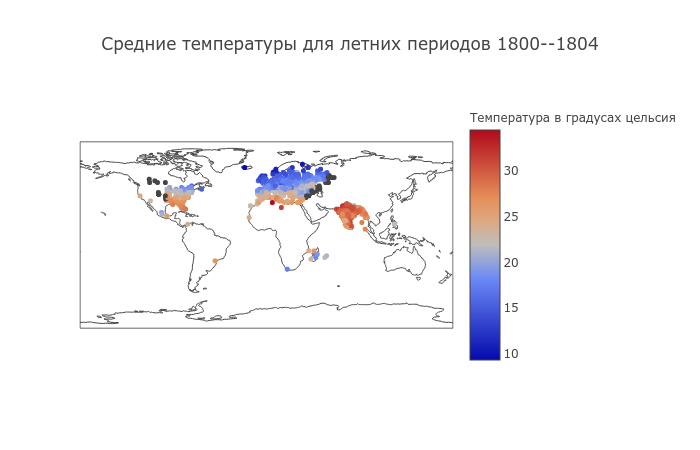 Средние температуры для летних периодов 1800--1804
Температура в градусах цельсия
30
25
20
15
10